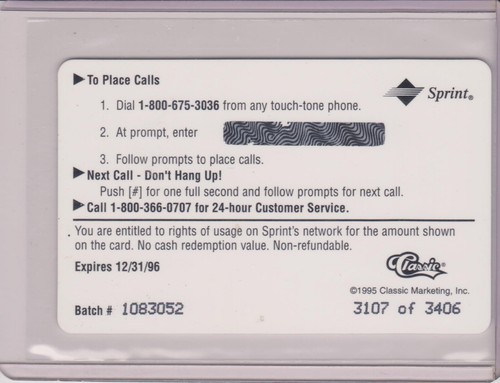 ▶To Place Calls
Sprint®
1. Dial 1-800-675-3036 from any touch-tone phone.
2. At prompt, enter
3. Follow prompts to place calls.
▶Next Call - Don't Hang Up!
Push [#] for one full second and follow prompts for next call.
▶Call 1-800-366-0707 for 24-hour Customer Service.
You are entitled to rights of usage on Sprint's network for the amount shown
on the card. No cash redemption value. Non-refundable.
Expires 12/31/96
Classic®
©1995 Classic Marketing, Inc.
Batch # 1083052
3107 of 3406